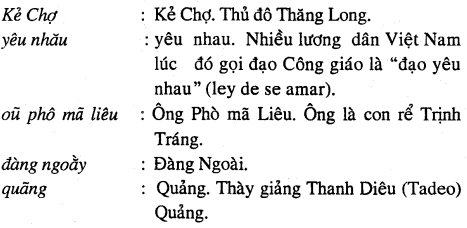 Kẻ Chợ : Kẻ Chợ. Thủ đô Thăng Long.
yêu nhău : yêu nhau. Nhiều lương dân Việt Nam
lúc đó gọi đạo Công giáo là “đạo yêu
nhau” (ley de se amar).
oũ phô mã liêu : Ông Phò mã Liêu. Ông là con rể Trịnh
Tráng.
đàng ngoằy : Đàng Ngoài.
quãng : Quảng. Thày giảng Thanh Diêu (Tadeo)
Quảng.